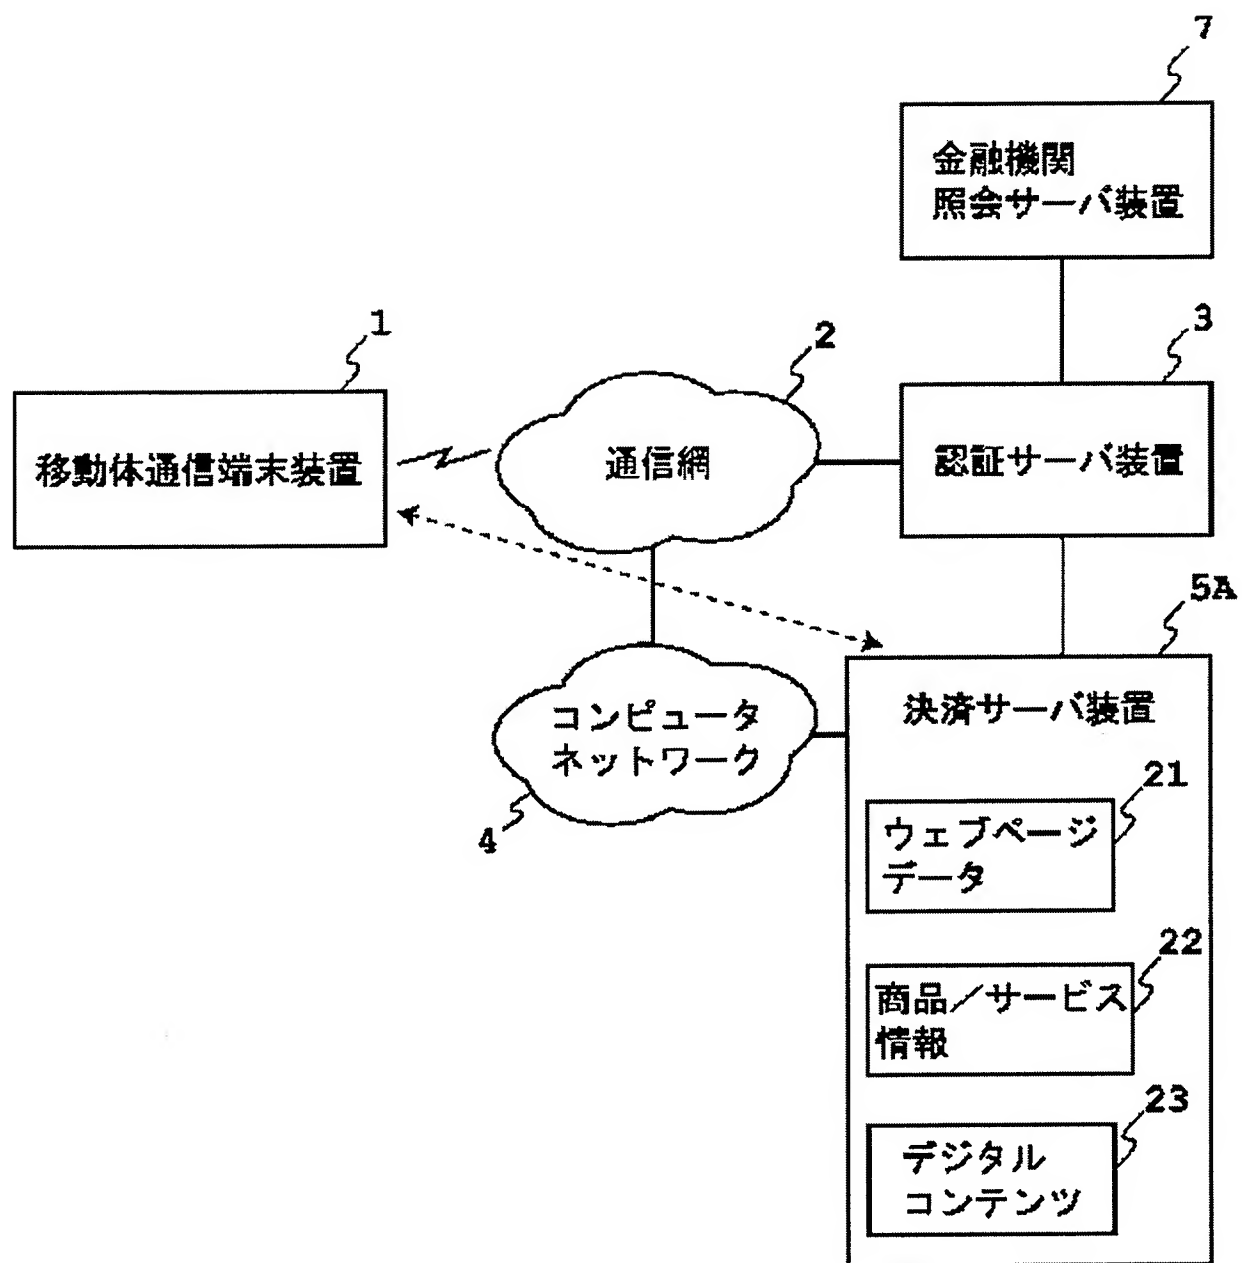 7
金融機関
照会サーバ装置
1
2
3
移動体通信端末装置
通信網
認証サーバ装置
5A
コンピュータ
ネットワーク
4
決済サーバ装置
21
ウェブページ
データ
22
商品／サービス
情報
23
デジタル
コンテンツ